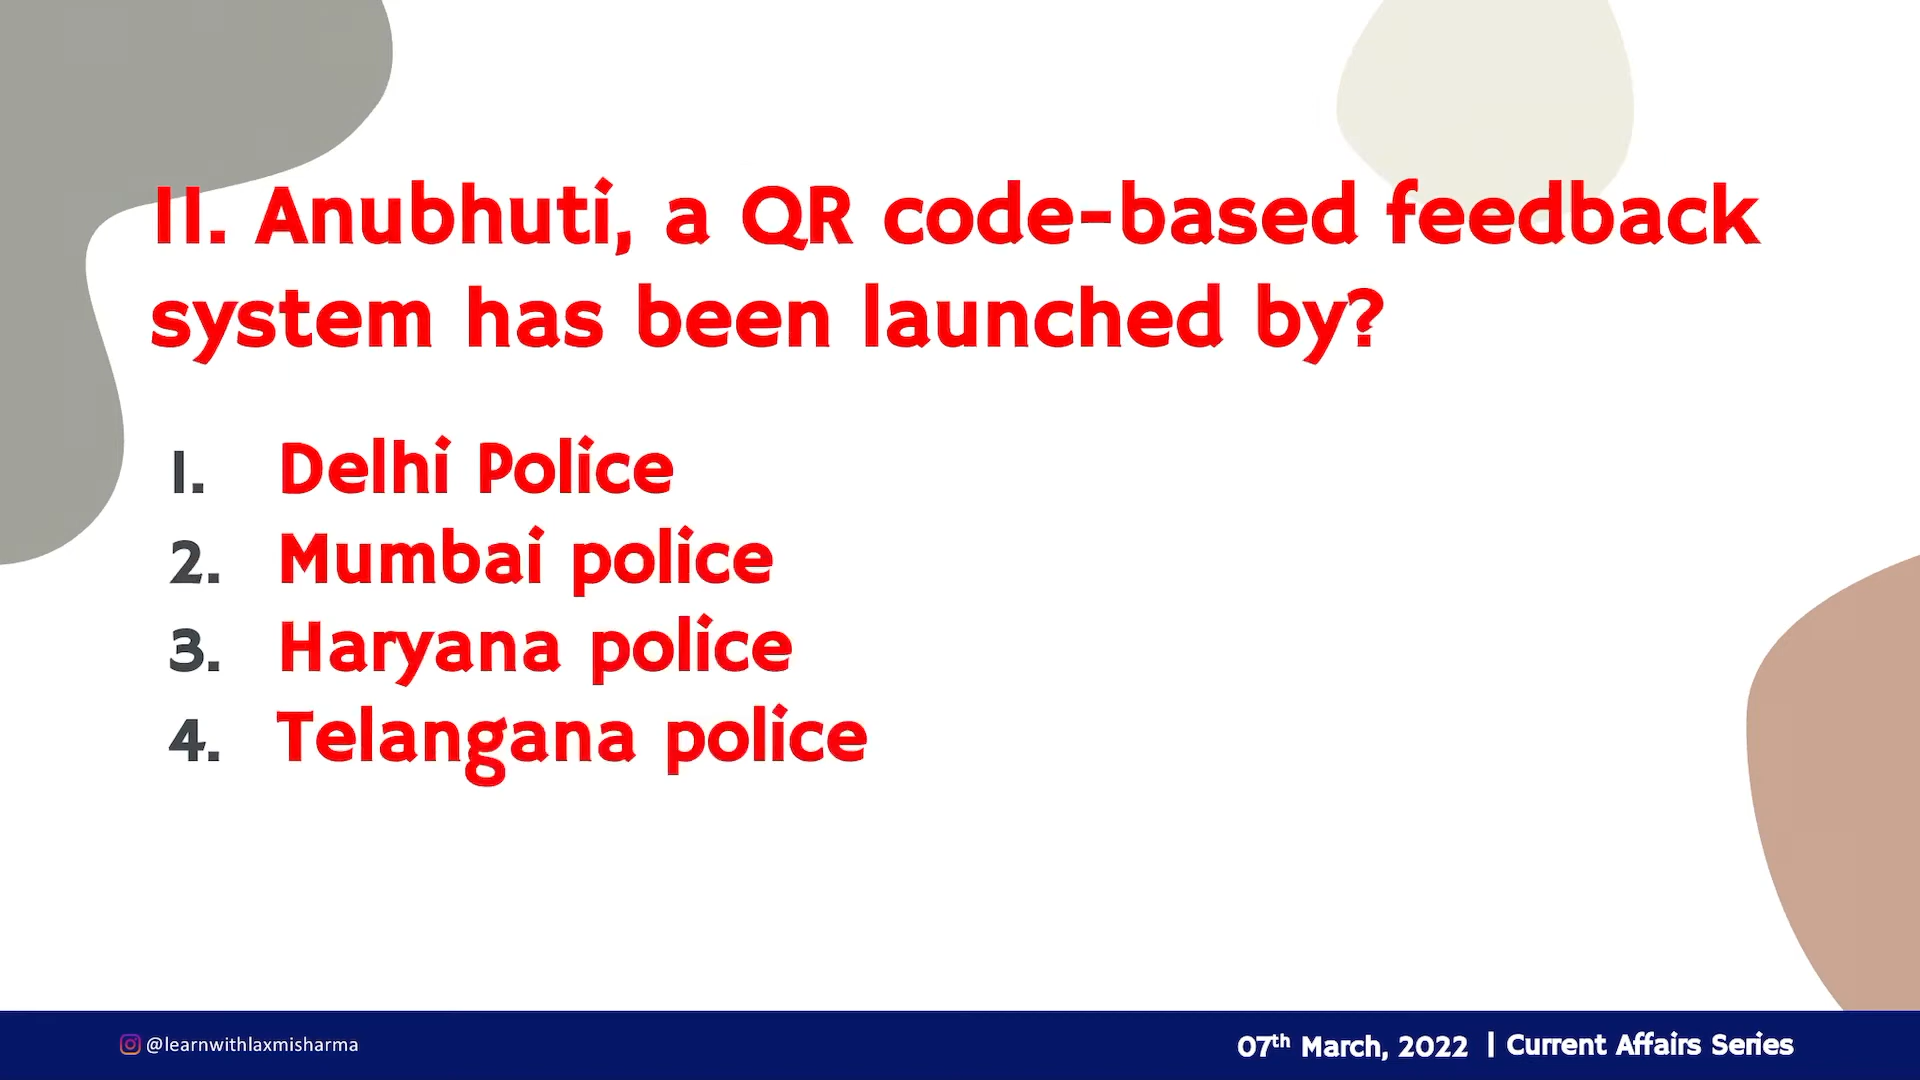 11. Anubhuti, a QR code-based feedback
system has been launched by?
1. Delhi Police
2. Mumbai police
3. Haryana police
4. Telangana police
@learnwithlaxmisharma
07th March, 2022 | Current Affairs Series